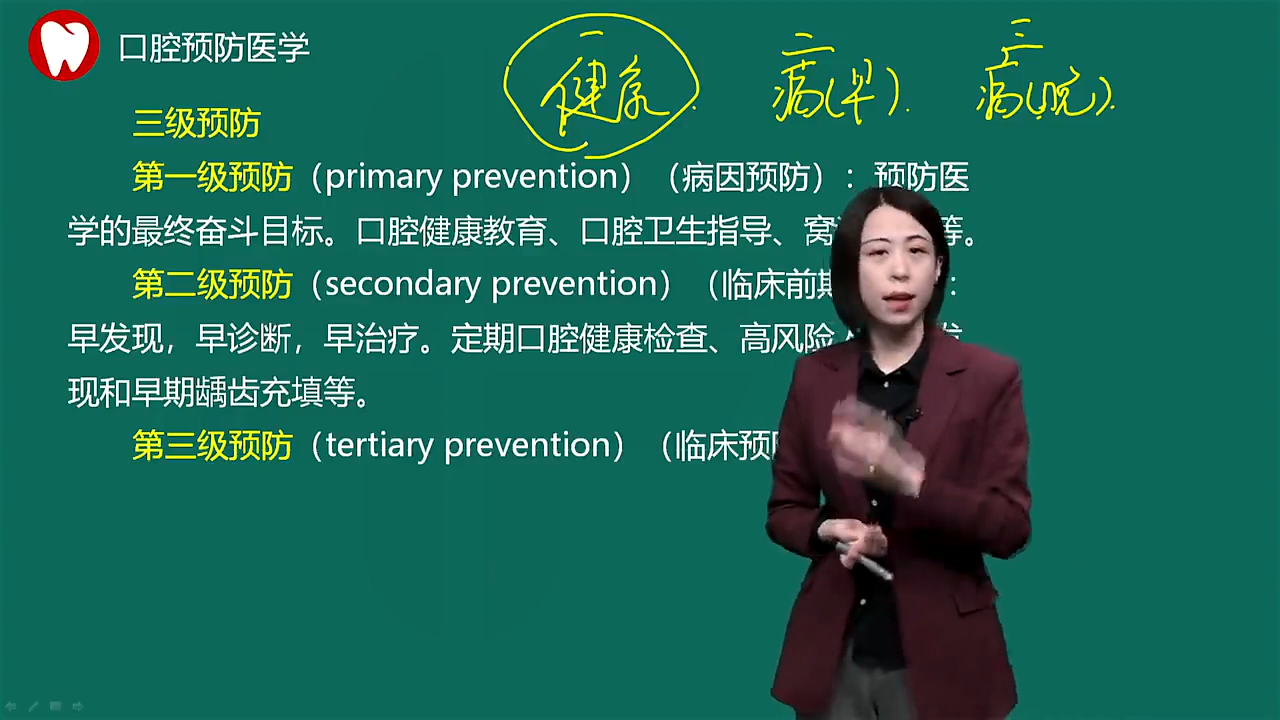 口腔预防医学
一 二 三
健康. 病(早). 病(晚).
三级预防
第一级预防（primary prevention）（病因预防）：预防医
学的最终奋斗目标。口腔健康教育、口腔卫生指导、窝 等。
第二级预防（secondary prevention）（临床前期 ：
早发现，早诊断，早治疗。定期口腔健康检查、高风险 发
现和早期龋齿充填等。
第三级预防（tertiary prevention）（临床预